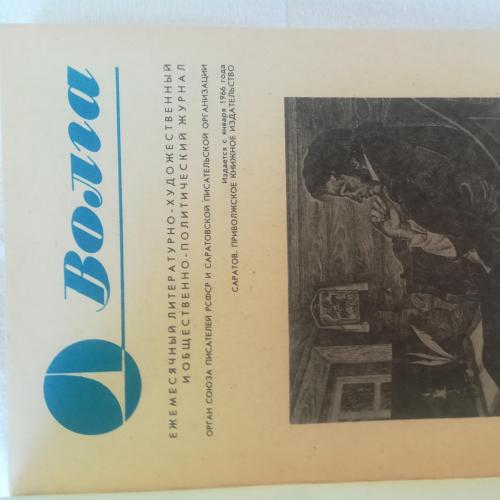 Волга
ЕЖЕМЕСЯЧНЫЙ ЛИТЕРАТУРНО-ХУДОЖЕСТВЕННЫЙ
И ОБЩЕСТВЕННО-ПОЛИТИЧЕСКИЙ ЖУРНАЛ
ОРГАН СОЮЗА ПИСАТЕЛЕЙ РСФСР И САРАТОВСКОЙ ПИСАТЕЛЬСКОЙ ОРГАНИЗАЦИИ
Издается с января 1966 года
САРАТОВ. ПРИВОЛЖСКОЕ КНИЖНОЕ ИЗДАТЕЛЬСТВО